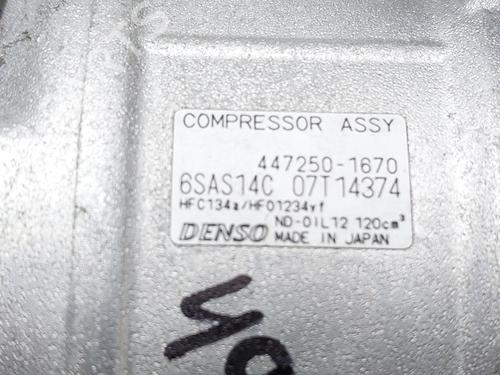 COMPRESSOR ASSY
447250-1670
6SAS14C 07T14374
HFC134a/HFO1234yf
ND-OIL12 120cm³
DENSO MADE IN JAPAN